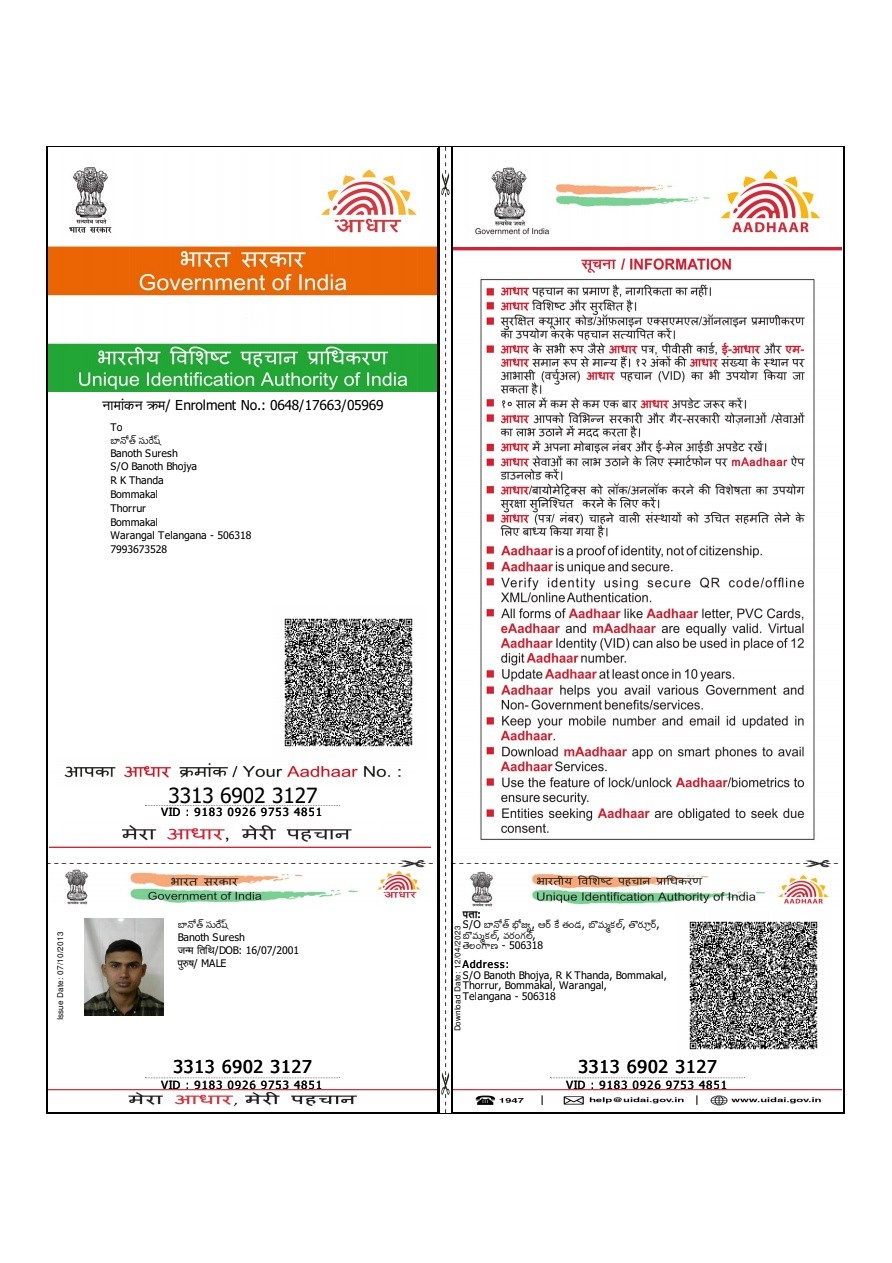 सत्यमेव जयते
भारत सरकार
आधार
भारत सरकार
Government of India
भारतीय विशिष्ट पहचान प्राधिकरण
Unique Identification Authority of India
नामांकन क्रम/ Enrolment No.: 0648/17663/05969
To
బానోత్ సురేష్
Banoth Suresh
S/O Banoth Bhojya
R K Thanda
Bommakal
Thorrur
Bommakal
Warangal Telangana - 506318
7993673528
आपका आधार क्रमांक / Your Aadhaar No. :
3313 6902 3127
VID : 9183 0926 9753 4851
मेरा आधार, मेरी पहचान
सत्यमेव जयते
Government of India
AADHAAR
सूचना / INFORMATION
■ आधार पहचान का प्रमाण है, नागरिकता का नहीं।
■ आधार विशिष्ट और सुरक्षित है।
■ सुरक्षित क्यूआर कोड/ऑफ़लाइन एक्सएमएल/ऑनलाइन प्रमाणीकरण
का उपयोग करके पहचान सत्यापित करें।
■ आधार के सभी रूप जैसे आधार पत्र, पीवीसी कार्ड, ई-आधार और एम-
आधार समान रूप से मान्य हैं। १२ अंकों की आधार संख्या के स्थान पर
आभासी (वर्चुअल) आधार पहचान (VID) का भी उपयोग किया जा
सकता है।
■ १० साल में कम से कम एक बार आधार अपडेट जरूर करें।
■ आधार आपको विभिन्न सरकारी और गैर-सरकारी योजनाओं /सेवाओं
का लाभ उठाने में मदद करता है।
■ आधार में अपना मोबाइल नंबर और ई-मेल आईडी अपडेट रखें।
■ आधार सेवाओं का लाभ उठाने के लिए स्मार्टफोन पर mAadhaar ऐप
डाउनलोड करें।
■ आधार/बायोमेट्रिक्स को लॉक/अनलॉक करने की विशेषता का उपयोग
सुरक्षा सुनिश्चित करने के लिए करें।
■ आधार (पत्र/ नंबर) चाहने वाली संस्थायों को उचित सहमति लेने के
लिए बाध्य किया गया है।
■ Aadhaar is a proof of identity, not of citizenship.
■ Aadhaar is unique and secure.
■ Verify identity using secure QR code/offline
XML/online Authentication.
■ All forms of Aadhaar like Aadhaar letter, PVC Cards,
eAadhaar and mAadhaar are equally valid. Virtual
Aadhaar Identity (VID) can also be used in place of 12
digit Aadhaar number.
■ Update Aadhaar at least once in 10 years.
■ Aadhaar helps you avail various Government and
Non- Government benefits/services.
■ Keep your mobile number and email id updated in
Aadhaar.
■ Download mAadhaar app on smart phones to avail
Aadhaar Services.
■ Use the feature of lock/unlock Aadhaar/biometrics to
ensure security.
■ Entities seeking Aadhaar are obligated to seek due
consent.
भारत सरकार
Government of India
आधार
Issue Date: 07/10/2013
బానోత్ సురేష్
Banoth Suresh
जन्म तिथि/DOB: 16/07/2001
पुरुष/ MALE
3313 6902 3127
VID : 9183 0926 9753 4851
मेरा आधार, मेरी पहचान
भारतीय विशिष्ट पहचान प्राधिकरण
Unique Identification Authority of India
AADHAAR
Download Date: 12/04/2023
पता:
S/O బానోత్ భోజ్య, ఆర్ కే తండ, బొమ్మకల్, తొర్రూర్,
బొమ్మకల్, వరంగల్,
తెలంగాణ - 506318
Address:
S/O Banoth Bhojya, R K Thanda, Bommakal,
Thorrur, Bommakal, Warangal,
Telangana - 506318
3313 6902 3127
VID : 9183 0926 9753 4851
1947 | help@uidai.gov.in | www.uidai.gov.in